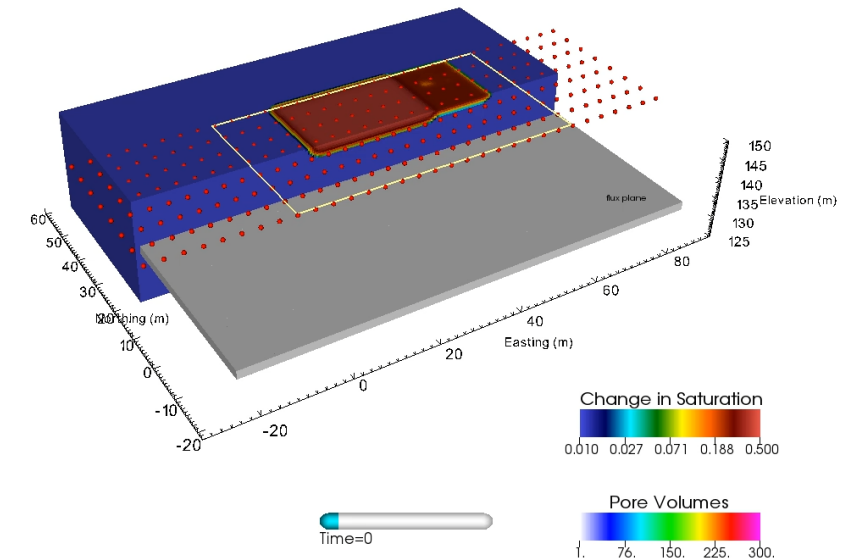 150
145
140
135
Elevation (m)
130
125
flux plane
60
50
40
30
20
Northing (m)
10
0
-10
-20
80
60
40
Easting (m)
20
0
-20
Change in Saturation
0.010 0.027 0.071 0.188 0.500
Pore Volumes
1. 76. 150. 225. 300.
Time=0